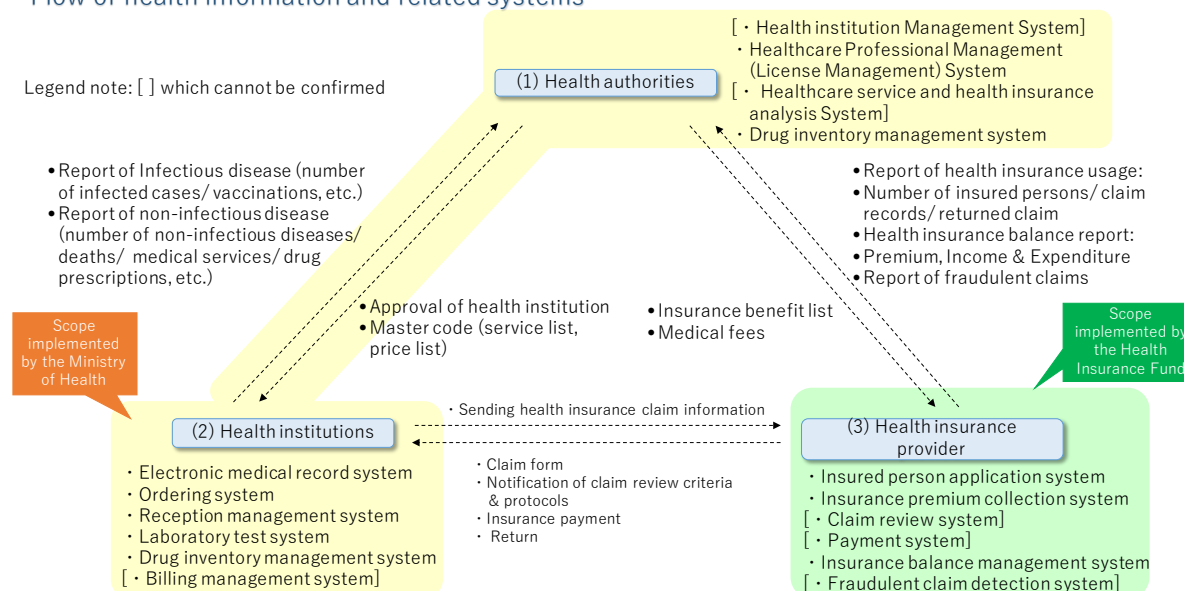 Flow of health information and related systems
[・Health institution Management System]
・Healthcare Professional Management
(License Management) System
[・ Healthcare service and health insurance
analysis System]
・Drug inventory management system
(1) Health authorities
Legend note: [ ] which cannot be confirmed
•Report of Infectious disease (number
of infected cases/ vaccinations, etc.)
•Report of non-infectious disease
(number of non-infectious diseases/
deaths/ medical services/ drug
prescriptions, etc.)
•Report of health insurance usage:
•Number of insured persons/ claim
records/ returned claim
•Health insurance balance report:
•Premium, Income & Expenditure
•Report of fraudulent claims
•Approval of health institution
•Master code (service list,
price list)
•Insurance benefit list
•Medical fees
Scope
implemented
by the Ministry
of Health
Scope
implemented by
the Health
Insurance Fund
(2) Health institutions
・Electronic medical record system
・Ordering system
・Reception management system
・Laboratory test system
・Drug inventory management system
[・Billing management system]
・Sending health insurance claim information
・Claim form
・Notification of claim review criteria
& protocols
・Insurance payment
・ Return
(3) Health insurance
provider
・Insured person application system
・Insurance premium collection system
[・Claim review system]
[・Payment system]
・Insurance balance management system
[・Fraudulent claim detection system]